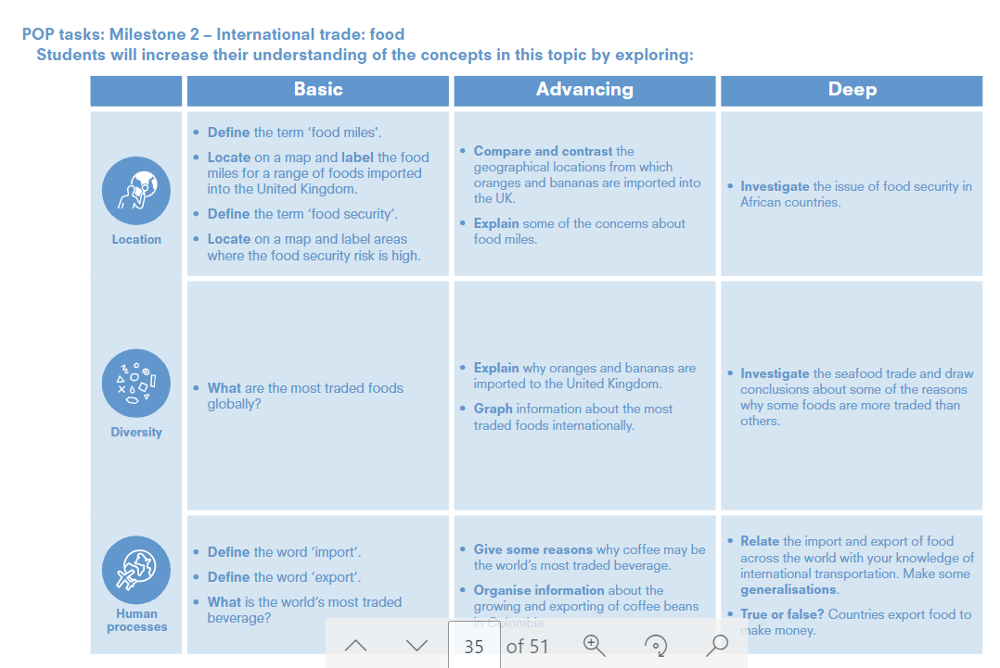 POP tasks: Milestone 2 – International trade: food
Students will increase their understanding of the concepts in this topic by exploring:
Basic
Advancing
Deep
Location
• Define the term ‘food miles'.
• Locate on a map and label the food
miles for a range of foods imported
into the United Kingdom.
• Define the term ‘food security’.
• Locate on a map and label areas
where the food security risk is high.
• Compare and contrast the
geographical locations from which
oranges and bananas are imported into
the UK.
• Explain some of the concerns about
food miles.
• Investigate the issue of food security in
African countries.
Diversity
• What are the most traded foods
globally?
• Explain why oranges and bananas are
imported to the United Kingdom.
• Graph information about the most
traded foods internationally.
• Investigate the seafood trade and draw
conclusions about some of the reasons
why some foods are more traded than
others.
Human
processes
• Define the word ‘import’.
• Define the word ‘export’.
• What is the world’s most traded
beverage?
• Give some reasons why coffee may be
the world’s most traded beverage.
• Organise information about the
growing and exporting of coffee beans
in Colombia.
• Relate the import and export of food
across the world with your knowledge of
international transportation. Make some
generalisations.
• True or false? Countries export food to
make money.
35 of 51